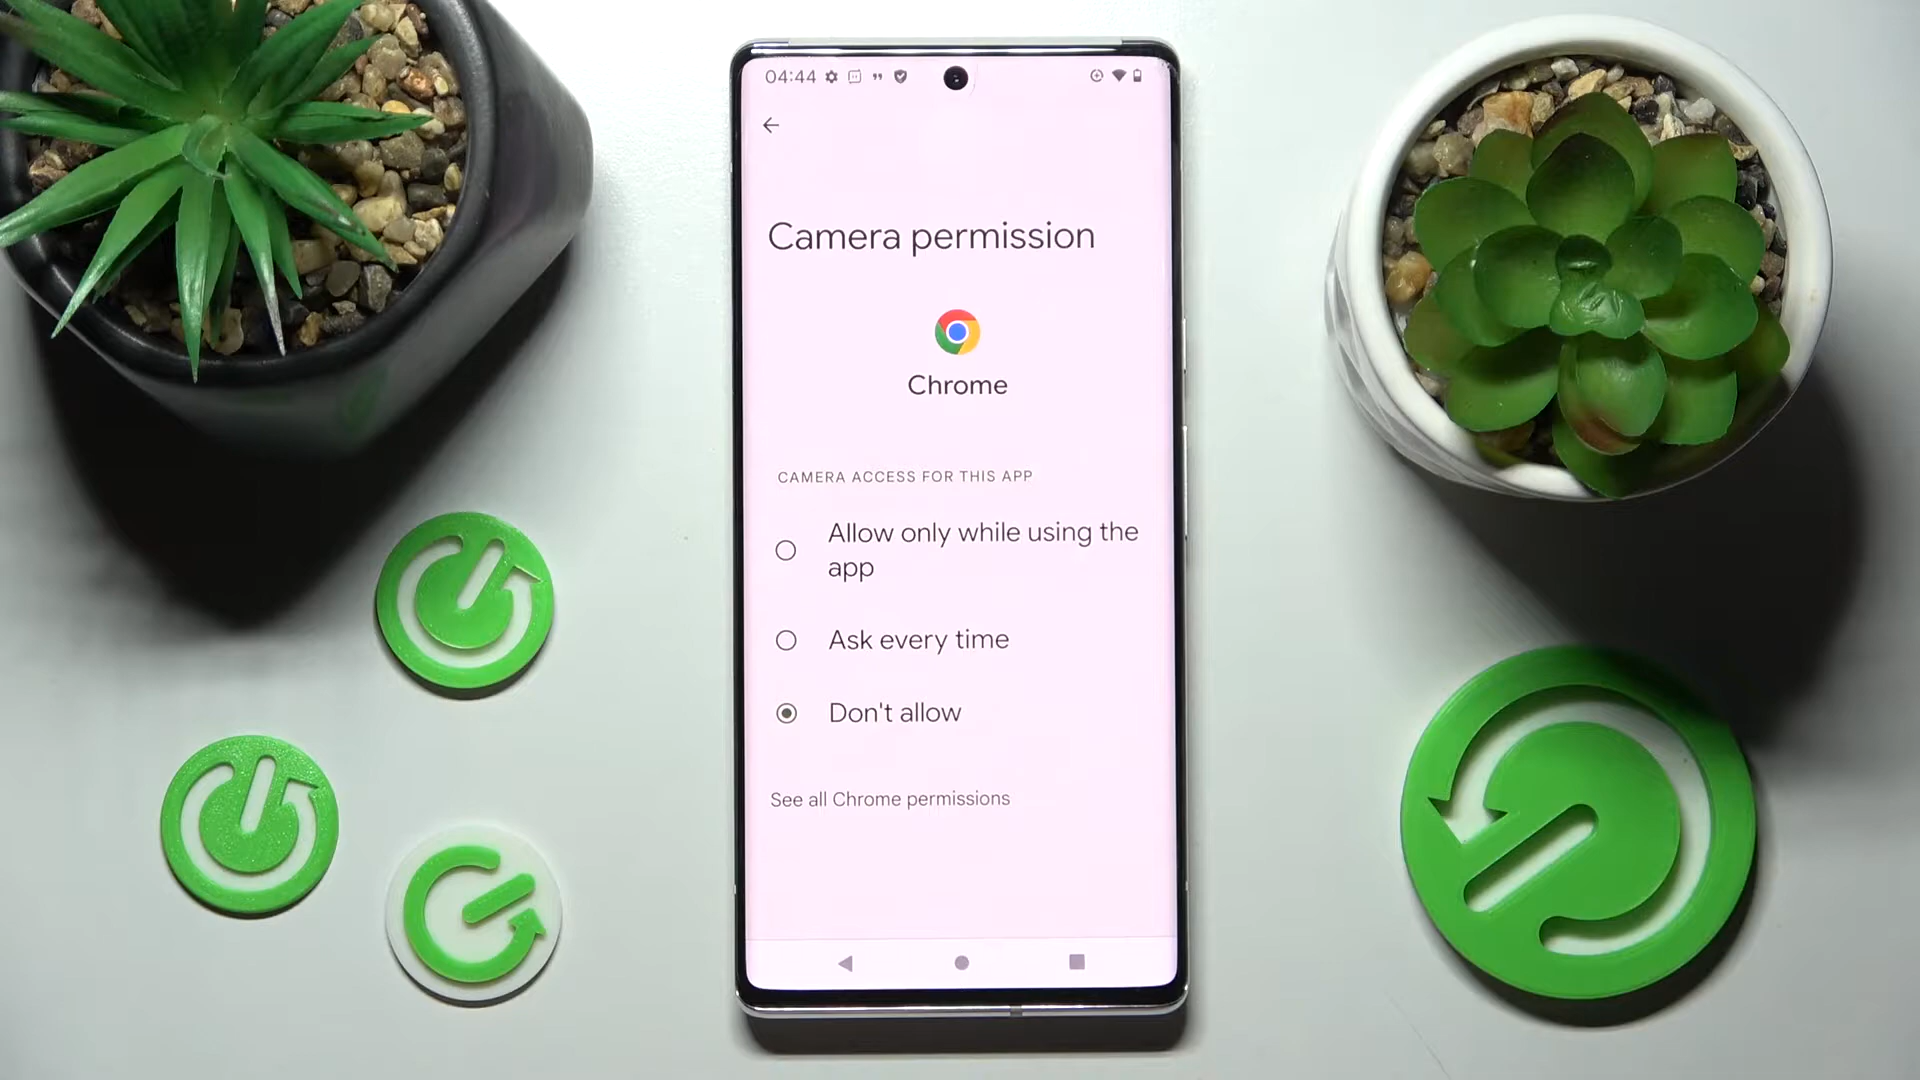 04:44
Camera permission
Chrome
CAMERA ACCESS FOR THIS APP
Allow only while using the
app
Ask every time
Don't allow
See all Chrome permissions